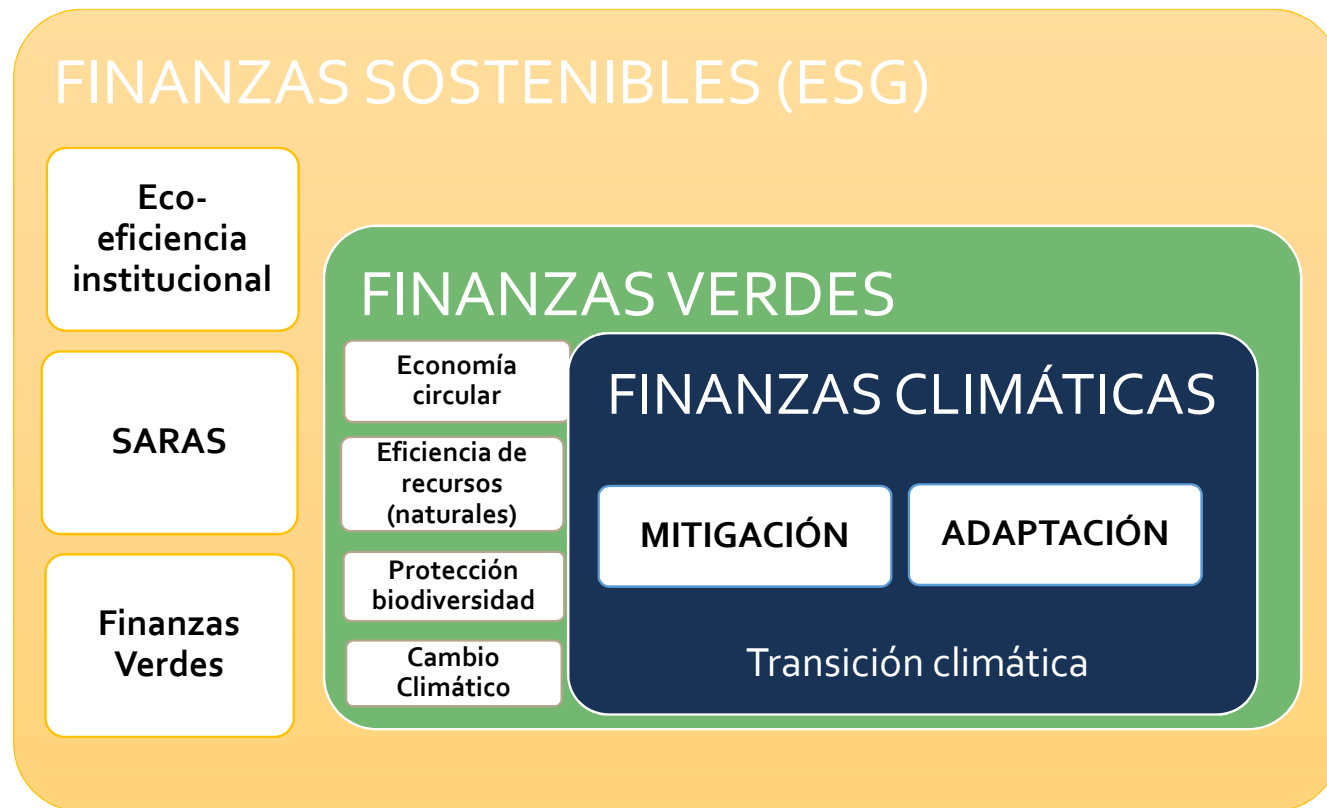 FINANZAS SOSTENIBLES (ESG)
Eco-
eficiencia
institucional
SARAS
Finanzas
Verdes
FINANZAS VERDES
Economía
circular
Eficiencia de
recursos
(naturales)
Protección
biodiversidad
Cambio
Climático
FINANZAS CLIMÁTICAS
MITIGACIÓN
ADAPTACIÓN
Transición climática